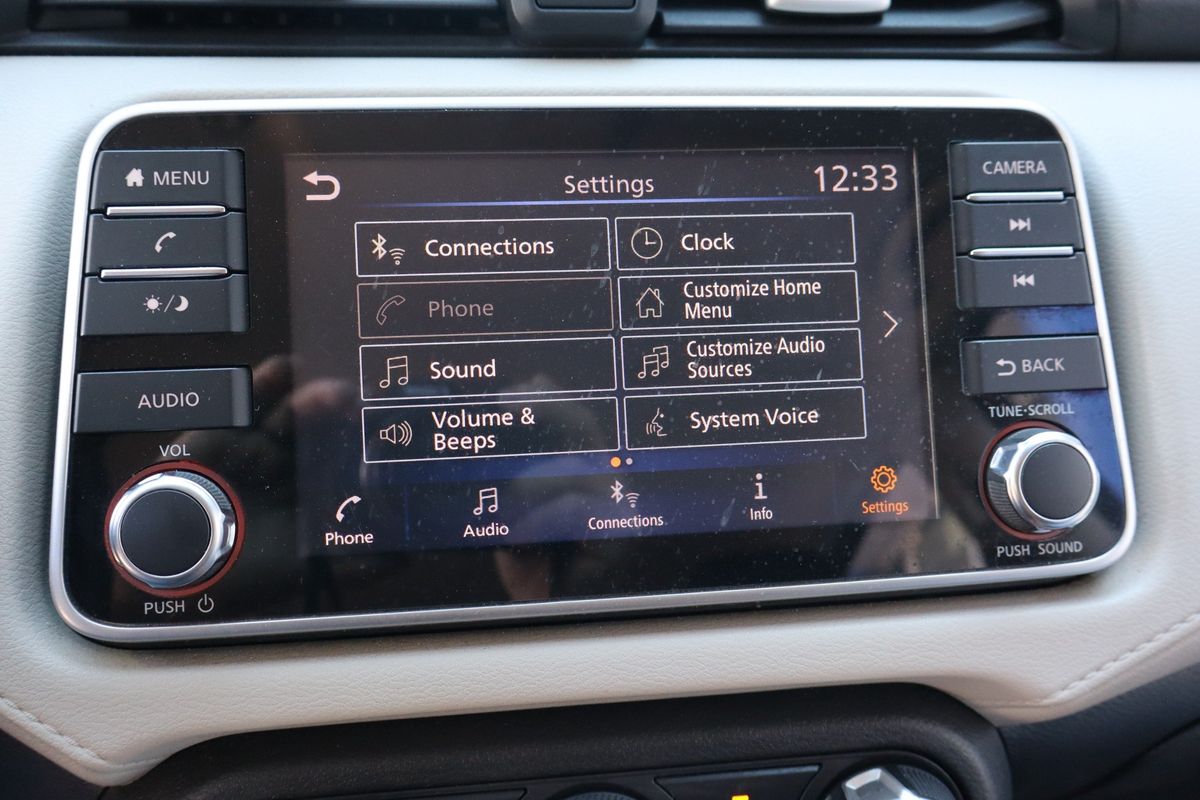 MENU
AUDIO
VOL
PUSH
Settings
12:33
Connections
Clock
Phone
Customize Home
Menu
Sound
Customize Audio
Sources
Volume &
Beeps
System Voice
Phone
Audio
Connections
Info
Settings
CAMERA
BACK
TUNE·SCROLL
PUSH SOUND